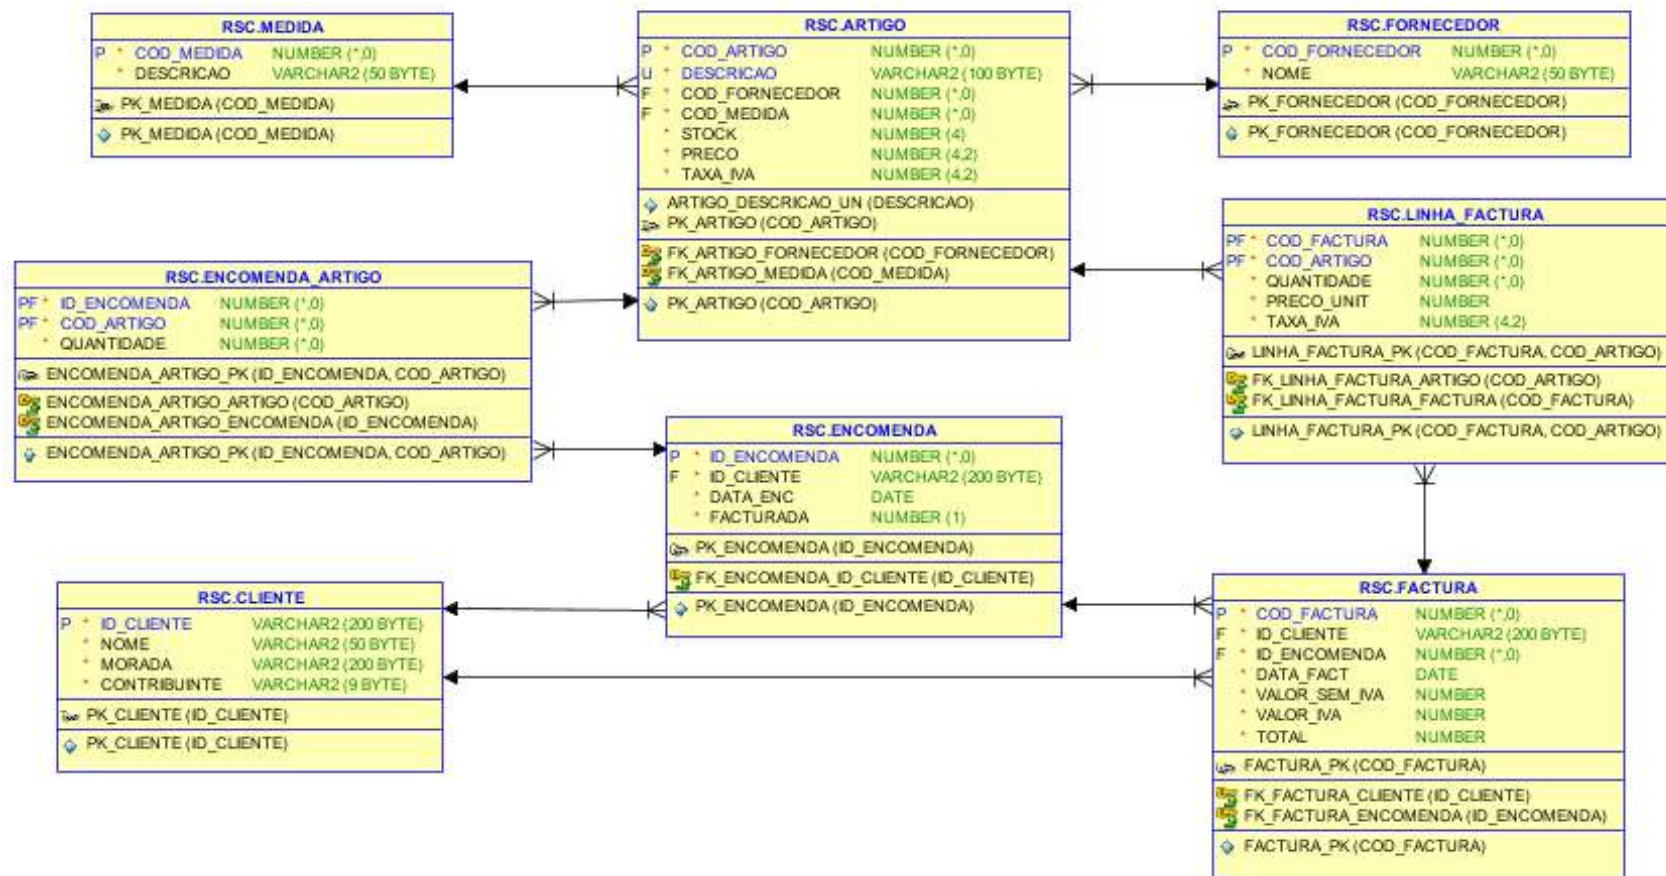 RSC.MEDIDA
P * COD_MEDIDA NUMBER (*,0)
* DESCRICAO VARCHAR2 (50 BYTE)
PK_MEDIDA (COD_MEDIDA)
PK_MEDIDA (COD_MEDIDA)
RSC.ARTIGO
P * COD_ARTIGO NUMBER (*,0)
U * DESCRICAO VARCHAR2 (100 BYTE)
F * COD_FORNECEDOR NUMBER (*,0)
F * COD_MEDIDA NUMBER (*,0)
* STOCK NUMBER (4)
* PRECO NUMBER (4,2)
* TAXA_IVA NUMBER (4,2)
ARTIGO_DESCRICAO_UN (DESCRICAO)
PK_ARTIGO (COD_ARTIGO)
FK_ARTIGO_FORNECEDOR (COD_FORNECEDOR)
FK_ARTIGO_MEDIDA (COD_MEDIDA)
PK_ARTIGO (COD_ARTIGO)
RSC.FORNECEDOR
P * COD_FORNECEDOR NUMBER (*,0)
* NOME VARCHAR2 (50 BYTE)
PK_FORNECEDOR (COD_FORNECEDOR)
PK_FORNECEDOR (COD_FORNECEDOR)
RSC.LINHA_FACTURA
PF * COD_FACTURA NUMBER (*,0)
PF * COD_ARTIGO NUMBER (*,0)
* QUANTIDADE NUMBER (*,0)
* PRECO_UNIT NUMBER
* TAXA_IVA NUMBER (4,2)
LINHA_FACTURA_PK (COD_FACTURA, COD_ARTIGO)
FK_LINHA_FACTURA_ARTIGO (COD_ARTIGO)
FK_LINHA_FACTURA_FACTURA (COD_FACTURA)
LINHA_FACTURA_PK (COD_FACTURA, COD_ARTIGO)
RSC.ENCOMENDA_ARTIGO
PF * ID_ENCOMENDA NUMBER (*,0)
PF * COD_ARTIGO NUMBER (*,0)
* QUANTIDADE NUMBER (*,0)
ENCOMENDA_ARTIGO_PK (ID_ENCOMENDA, COD_ARTIGO)
ENCOMENDA_ARTIGO_ARTIGO (COD_ARTIGO)
ENCOMENDA_ARTIGO_ENCOMENDA (ID_ENCOMENDA)
ENCOMENDA_ARTIGO_PK (ID_ENCOMENDA, COD_ARTIGO)
RSC.ENCOMENDA
P * ID_ENCOMENDA NUMBER (*,0)
F * ID_CLIENTE VARCHAR2 (200 BYTE)
* DATA_ENC DATE
* FACTURADA NUMBER (1)
PK_ENCOMENDA (ID_ENCOMENDA)
FK_ENCOMENDA_ID_CLIENTE (ID_CLIENTE)
PK_ENCOMENDA (ID_ENCOMENDA)
RSC.CLIENTE
P * ID_CLIENTE VARCHAR2 (200 BYTE)
* NOME VARCHAR2 (50 BYTE)
* MORADA VARCHAR2 (200 BYTE)
* CONTRIBUINTE VARCHAR2 (9 BYTE)
PK_CLIENTE (ID_CLIENTE)
PK_CLIENTE (ID_CLIENTE)
RSC.FACTURA
P * COD_FACTURA NUMBER (*,0)
F * ID_CLIENTE VARCHAR2 (200 BYTE)
F * ID_ENCOMENDA NUMBER (*,0)
* DATA_FACT DATE
* VALOR_SEM_IVA NUMBER
* VALOR_IVA NUMBER
* TOTAL NUMBER
FACTURA_PK (COD_FACTURA)
FK_FACTURA_CLIENTE (ID_CLIENTE)
FK_FACTURA_ENCOMENDA (ID_ENCOMENDA)
FACTURA_PK (COD_FACTURA)